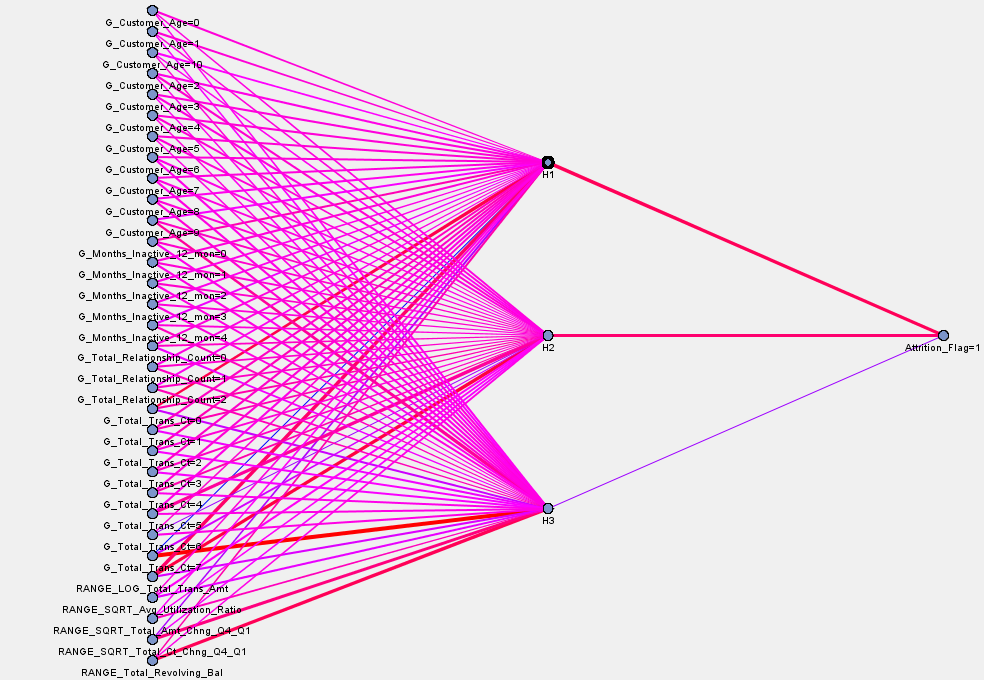 G_Customer_Age=0
G_Customer_Age=1
G_Customer_Age=10
G_Customer_Age=2
G_Customer_Age=3
G_Customer_Age=4
G_Customer_Age=5
G_Customer_Age=6
G_Customer_Age=7
G_Customer_Age=8
G_Customer_Age=9
G_Months_Inactive_12_mon=0
G_Months_Inactive_12_mon=1
G_Months_Inactive_12_mon=2
G_Months_Inactive_12_mon=3
G_Months_Inactive_12_mon=4
G_Total_Relationship_Count=0
G_Total_Relationship_Count=1
G_Total_Relationship_Count=2
G_Total_Trans_Ct=0
G_Total_Trans_Ct=1
G_Total_Trans_Ct=2
G_Total_Trans_Ct=3
G_Total_Trans_Ct=4
G_Total_Trans_Ct=5
G_Total_Trans_Ct=6
G_Total_Trans_Ct=7
RANGE_LOG_Total_Trans_Amt
RANGE_SQRT_Avg_Utilization_Ratio
RANGE_SQRT_Total_Amt_Chng_Q4_Q1
RANGE_SQRT_Total_Ct_Chng_Q4_Q1
RANGE_Total_Revolving_Bal
H1
H2
H3
Attrition_Flag=1